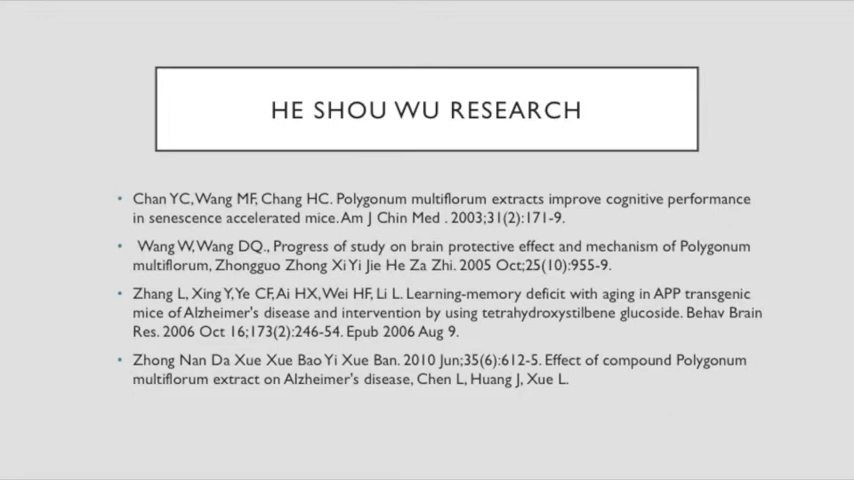 HE SHOU WU RESEARCH
• Chan YC, Wang MF, Chang HC. Polygonum multiflorum extracts improve cognitive performance
in senescence accelerated mice. Am J Chin Med . 2003;31(2):171-9.
• Wang W, Wang DQ., Progress of study on brain protective effect and mechanism of Polygonum
multiflorum, Zhongguo Zhong Xi Yi Jie He Za Zhi. 2005 Oct;25(10):955-9.
• Zhang L, Xing Y, Ye CF, Ai HX, Wei HF, Li L. Learning-memory deficit with aging in APP transgenic
mice of Alzheimer's disease and intervention by using tetrahydroxystilbene glucoside. Behav Brain
Res. 2006 Oct 16;173(2):246-54. Epub 2006 Aug 9.
• Zhong Nan Da Xue Xue Bao Yi Xue Ban. 2010 Jun;35(6):612-5. Effect of compound Polygonum
multiflorum extract on Alzheimer's disease, Chen L, Huang J, Xue L.